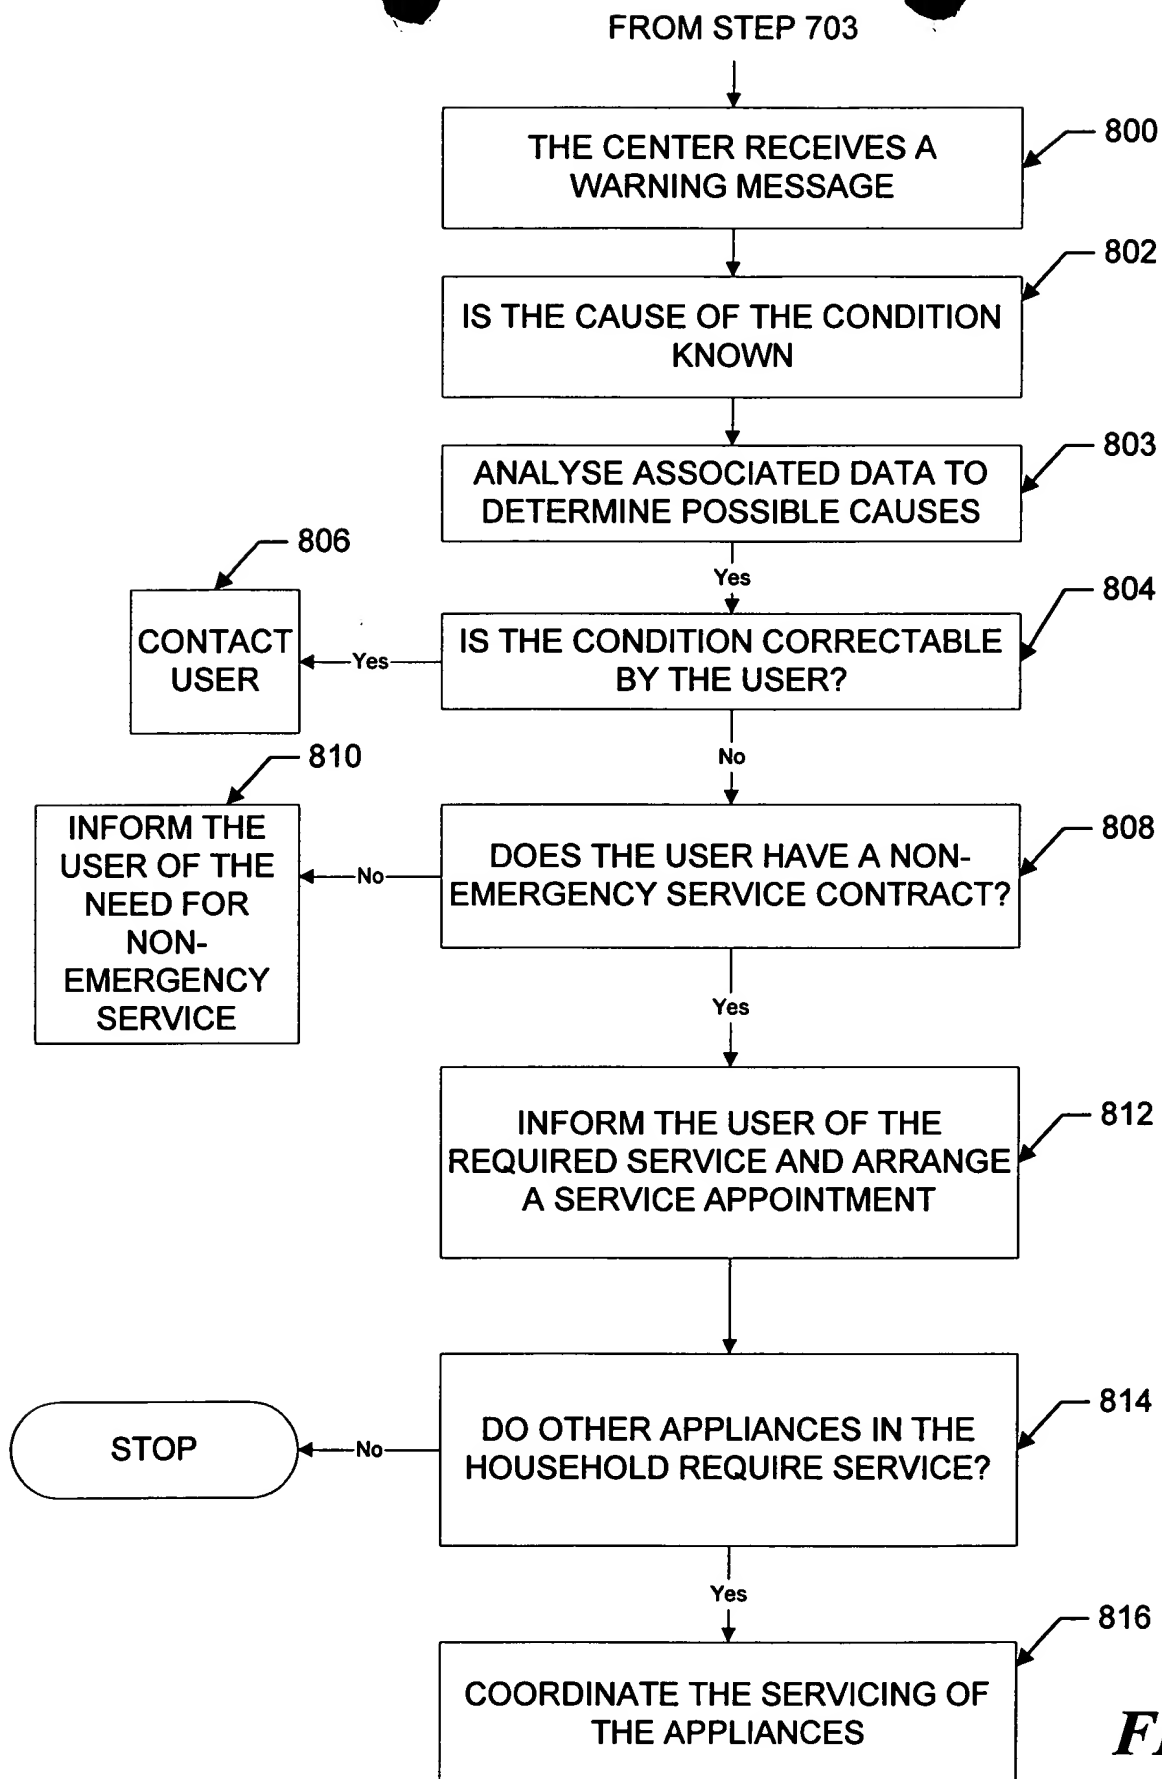 FROM STEP 703
THE CENTER RECEIVES A
WARNING MESSAGE
800
IS THE CAUSE OF THE CONDITION
KNOWN
802
ANALYSE ASSOCIATED DATA TO
DETERMINE POSSIBLE CAUSES
803
Yes
806
CONTACT
USER
Yes
IS THE CONDITION CORRECTABLE
BY THE USER?
804
No
810
INFORM THE
USER OF THE
NEED FOR
NON-
EMERGENCY
SERVICE
No
DOES THE USER HAVE A NON-
EMERGENCY SERVICE CONTRACT?
808
Yes
INFORM THE USER OF THE
REQUIRED SERVICE AND ARRANGE
A SERVICE APPOINTMENT
812
STOP
No
DO OTHER APPLIANCES IN THE
HOUSEHOLD REQUIRE SERVICE?
814
Yes
COORDINATE THE SERVICING OF
THE APPLIANCES
816